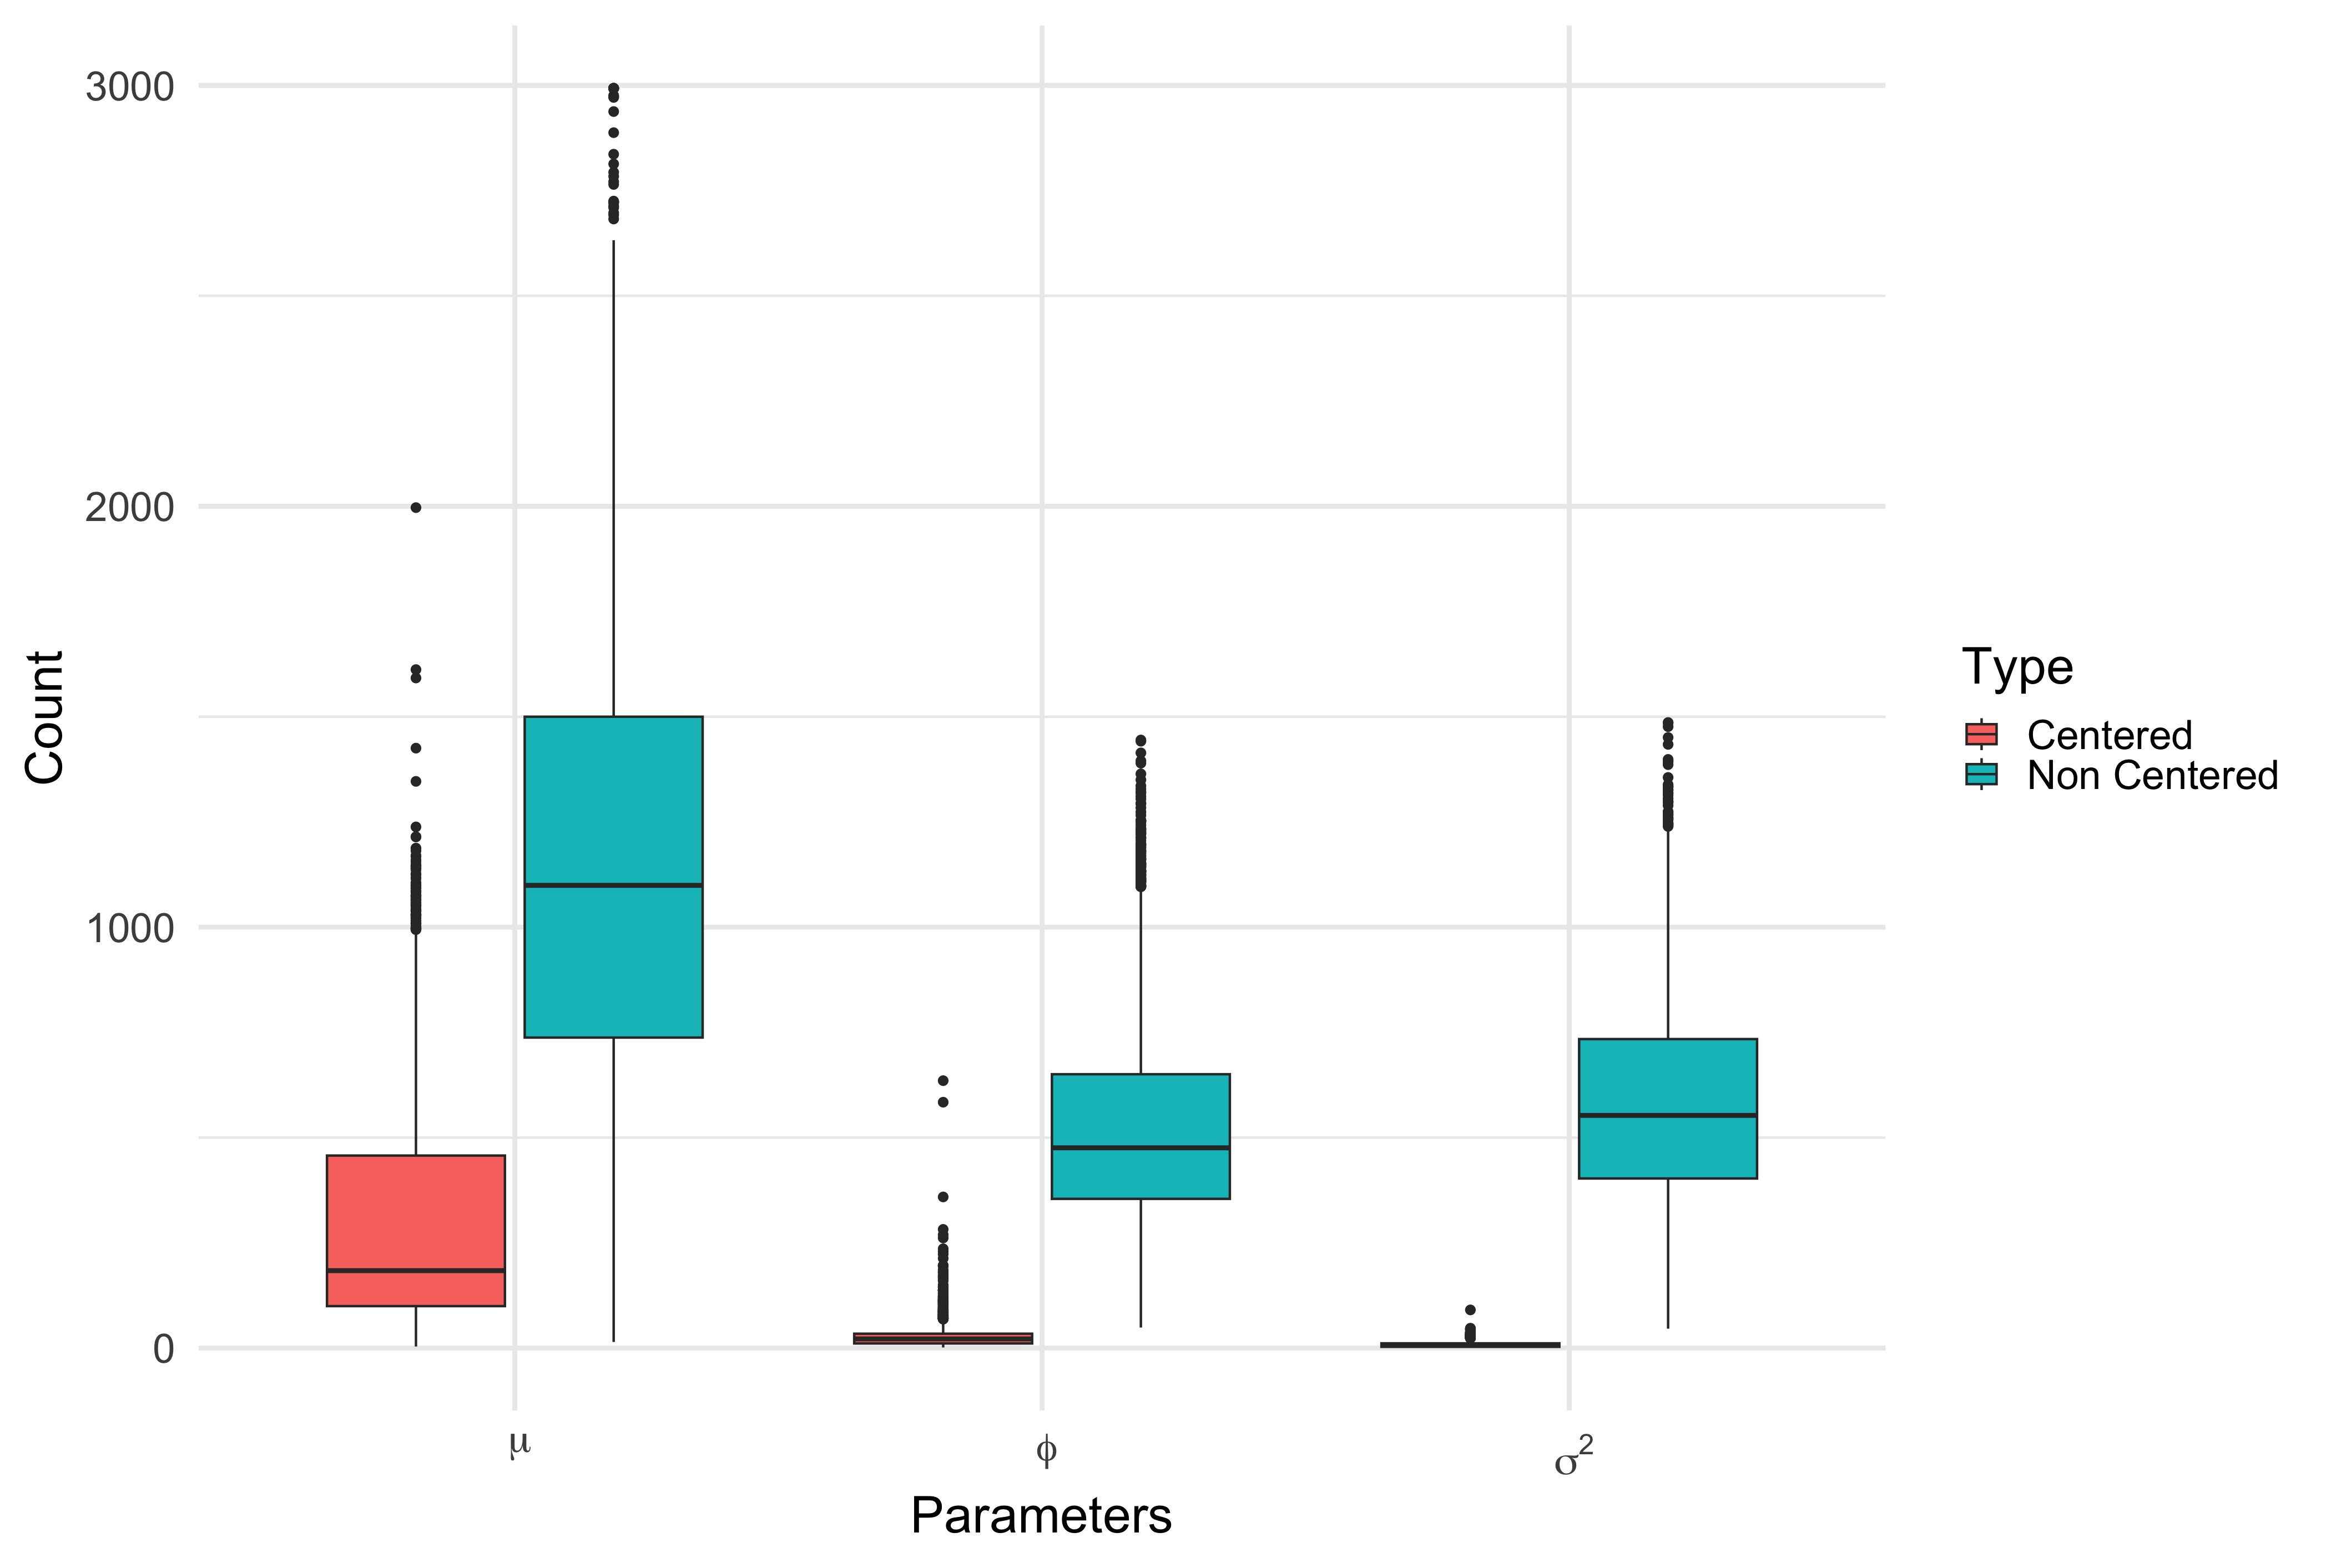 3000
2000
1000
0
Count
μ
ϕ
σ²
Parameters
Type
Centered
Non Centered